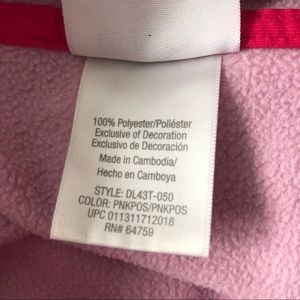 100% Polyester/Poliéster
Exclusive of Decoration
Exclusivo de Decoración
Made in Cambodia/
Hecho en Camboya
STYLE: DL43T-050
COLOR: PNKPOS/PNKPOS
UPC 011311712018
RN# 64759